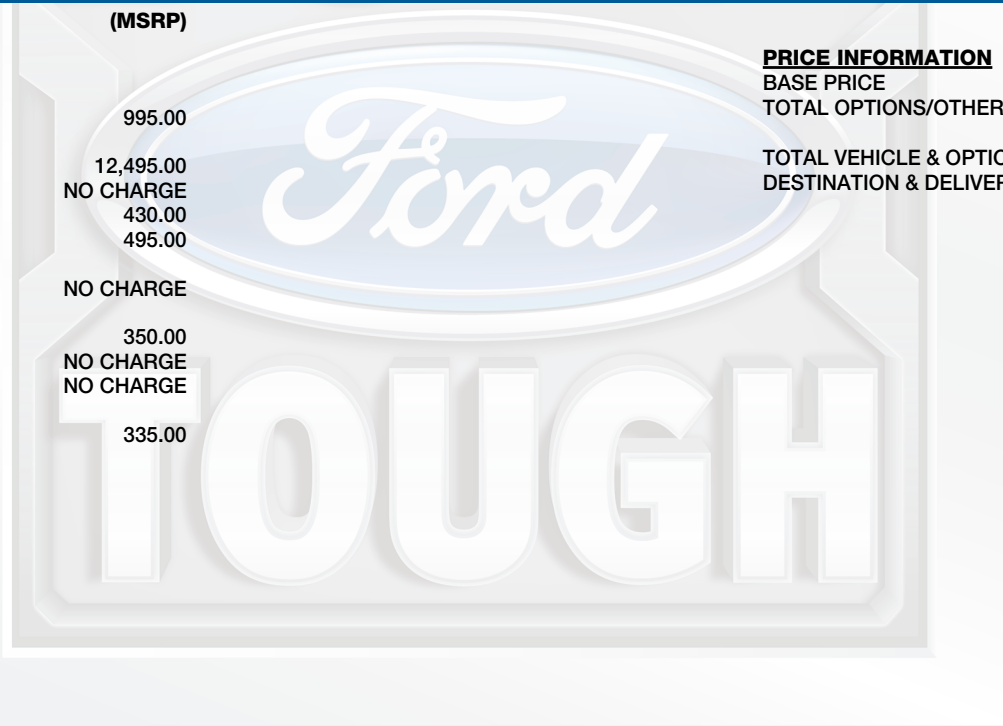 (MSRP)
995.00
12,495.00
NO CHARGE
430.00
495.00
NO CHARGE
350.00
NO CHARGE
NO CHARGE
335.00
PRICE INFORMATION
BASE PRICE
TOTAL OPTIONS/OTHER
TOTAL VEHICLE & OPTIO
DESTINATION & DELIVER
Ford
TOUGH